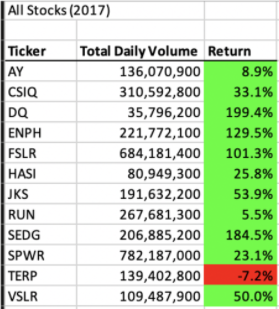 All Stocks (2017)
Ticker Total Daily Volume Return
AY 136,070,900 8.9%
CSIQ 310,592,800 33.1%
DQ 35,796,200 199.4%
ENPH 221,772,100 129.5%
FSLR 684,181,400 101.3%
HASI 80,949,300 25.8%
JKS 191,632,200 53.9%
RUN 267,681,300 5.5%
SEDG 206,885,200 184.5%
SPWR 782,187,000 23.1%
TERP 139,402,800 -7.2%
VSLR 109,487,900 50.0%